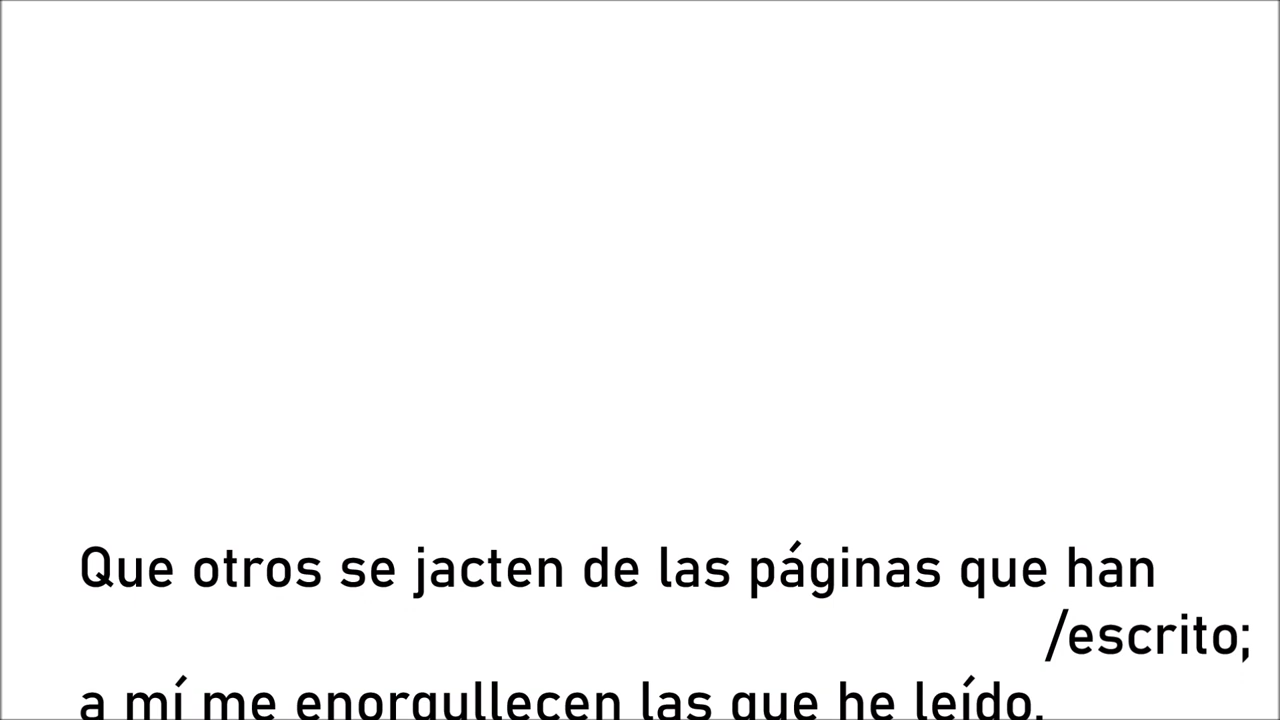 Que otros se jacten de las páginas que han
/escrito;
a mí me enorgullecen las que he leído.